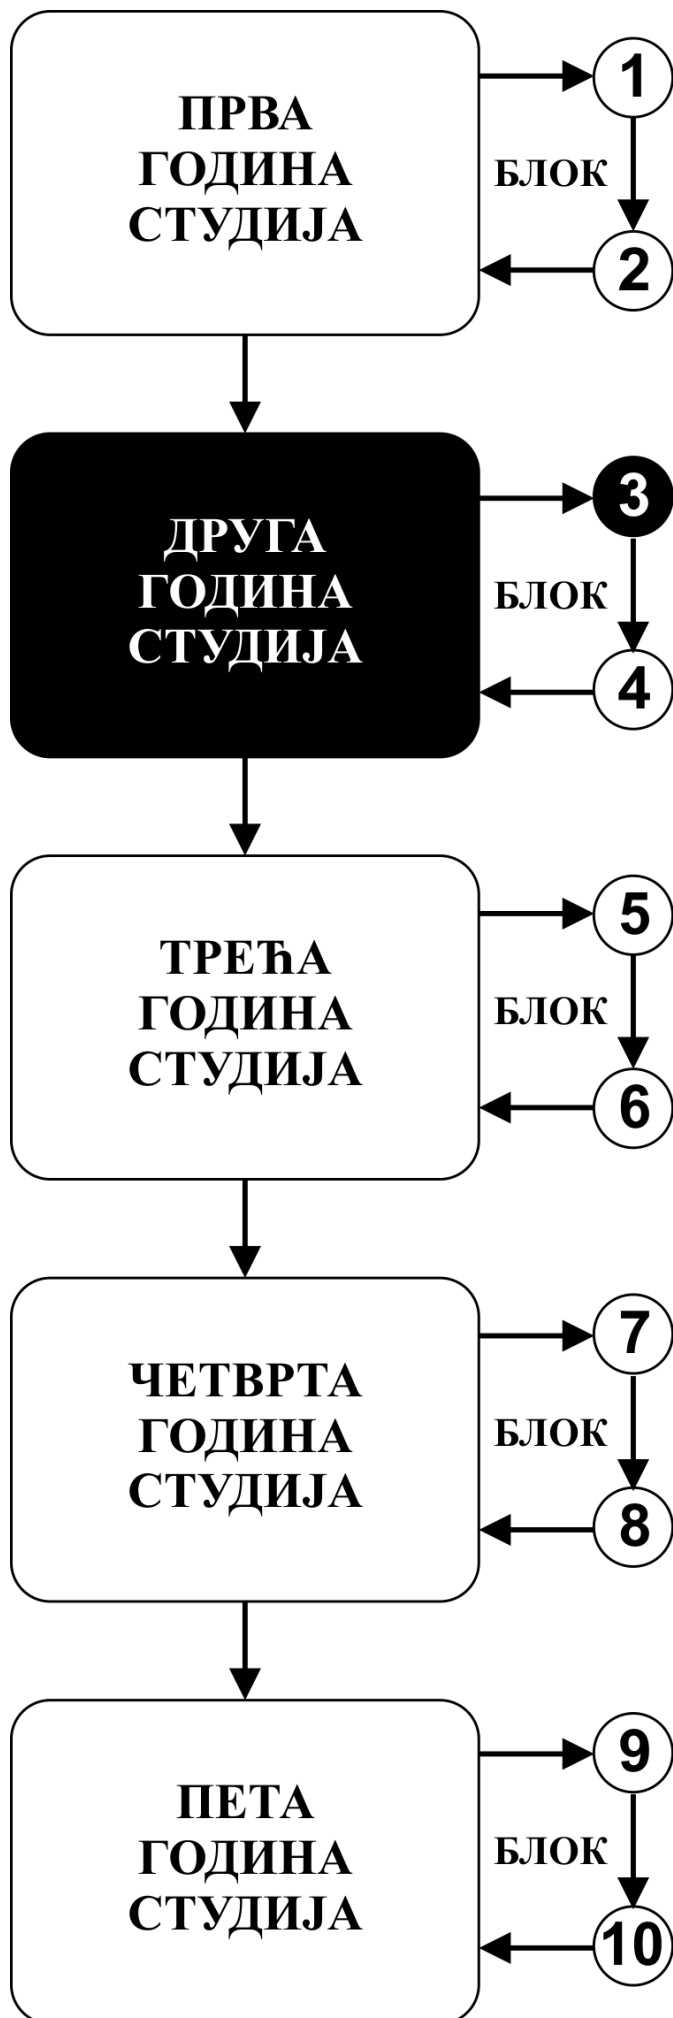 ПРВА
ГОДИНА
СТУДИЈА
1
БЛОК
2
ДРУГА
ГОДИНА
СТУДИЈА
3
БЛОК
4
ТРЕЋА
ГОДИНА
СТУДИЈА
5
БЛОК
6
ЧЕТВРТА
ГОДИНА
СТУДИЈА
7
БЛОК
8
ПЕТА
ГОДИНА
СТУДИЈА
9
БЛОК
10